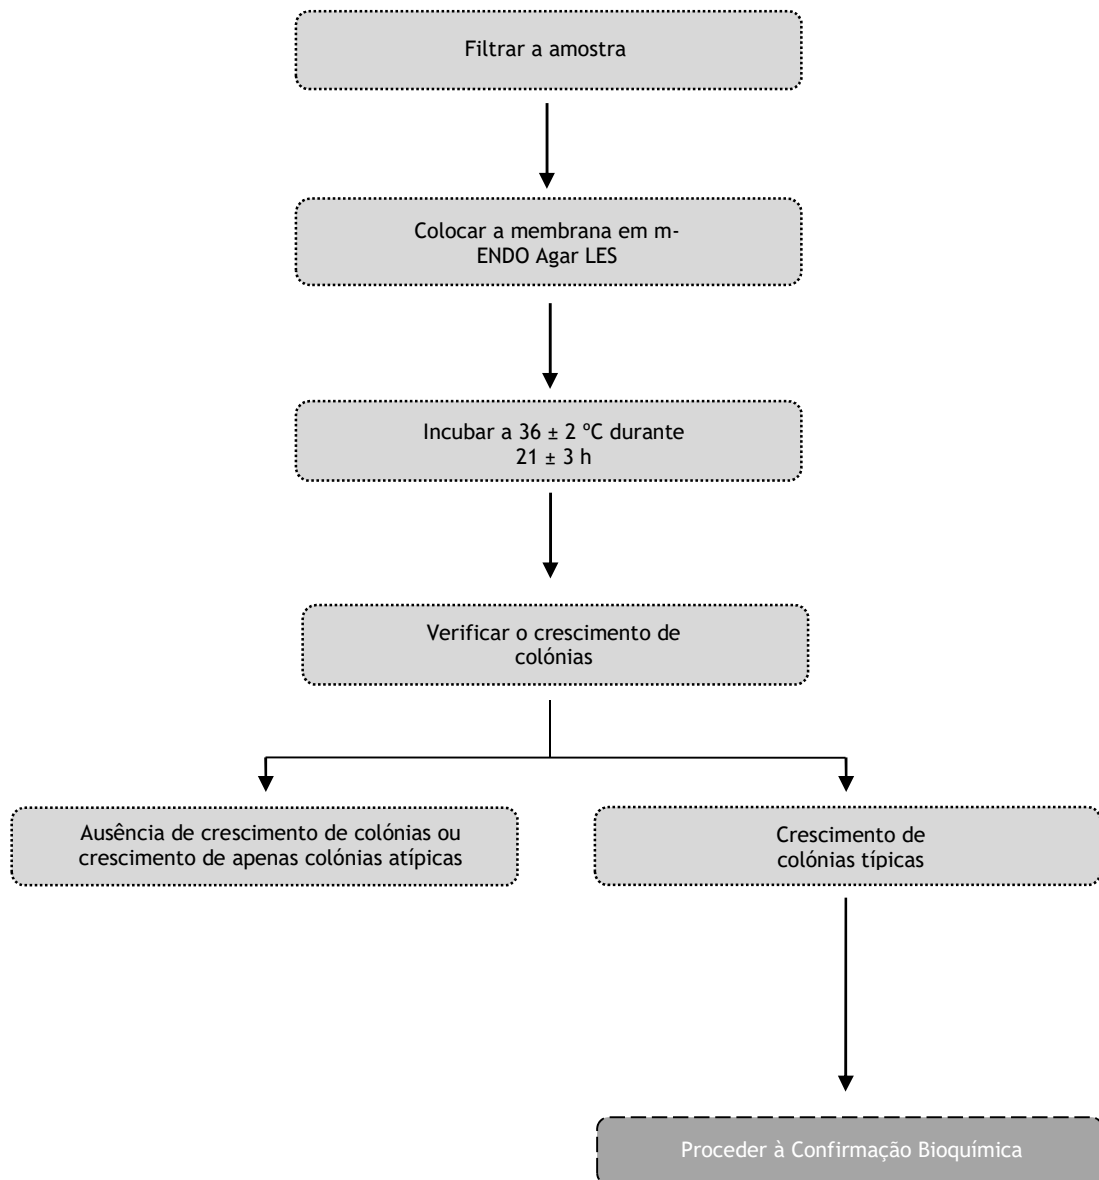 Filtrar a amostra
Colocar a membrana em m-
ENDO Agar LES
Incubar a 36 ± 2 ºC durante
21 ± 3 h
Verificar o crescimento de
colónias
Ausência de crescimento de colónias ou
crescimento de apenas colónias atípicas
Crescimento de
colónias típicas
Proceder à Confirmação Bioquímica